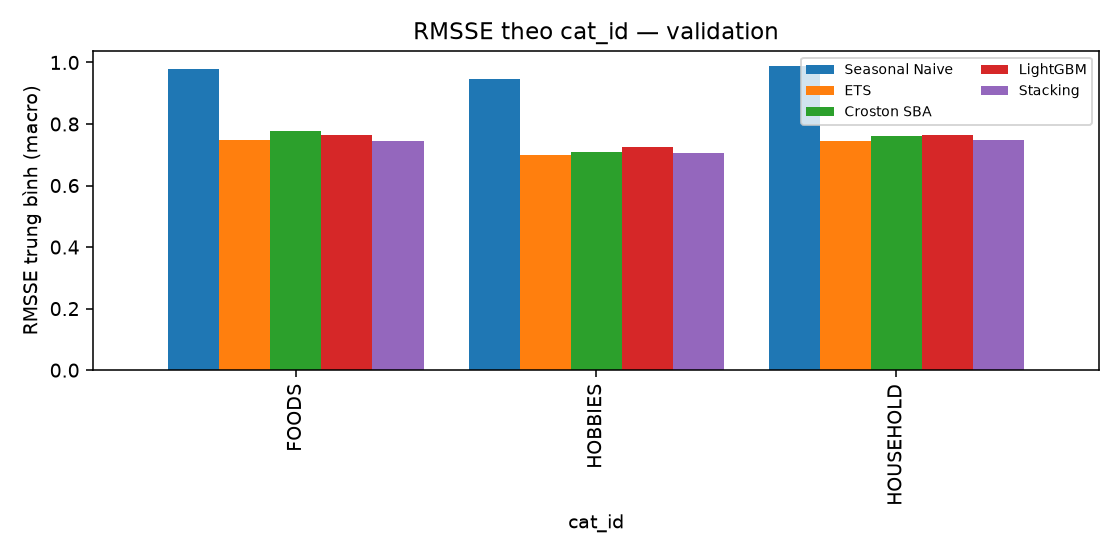 RMSSE theo cat_id — validation
RMSSE trung bình (macro)
1.0
0.8
0.6
0.4
0.2
0.0
Seasonal Naive
ETS
Croston SBA
LightGBM
Stacking
FOODS
HOBBIES
HOUSEHOLD
cat_id